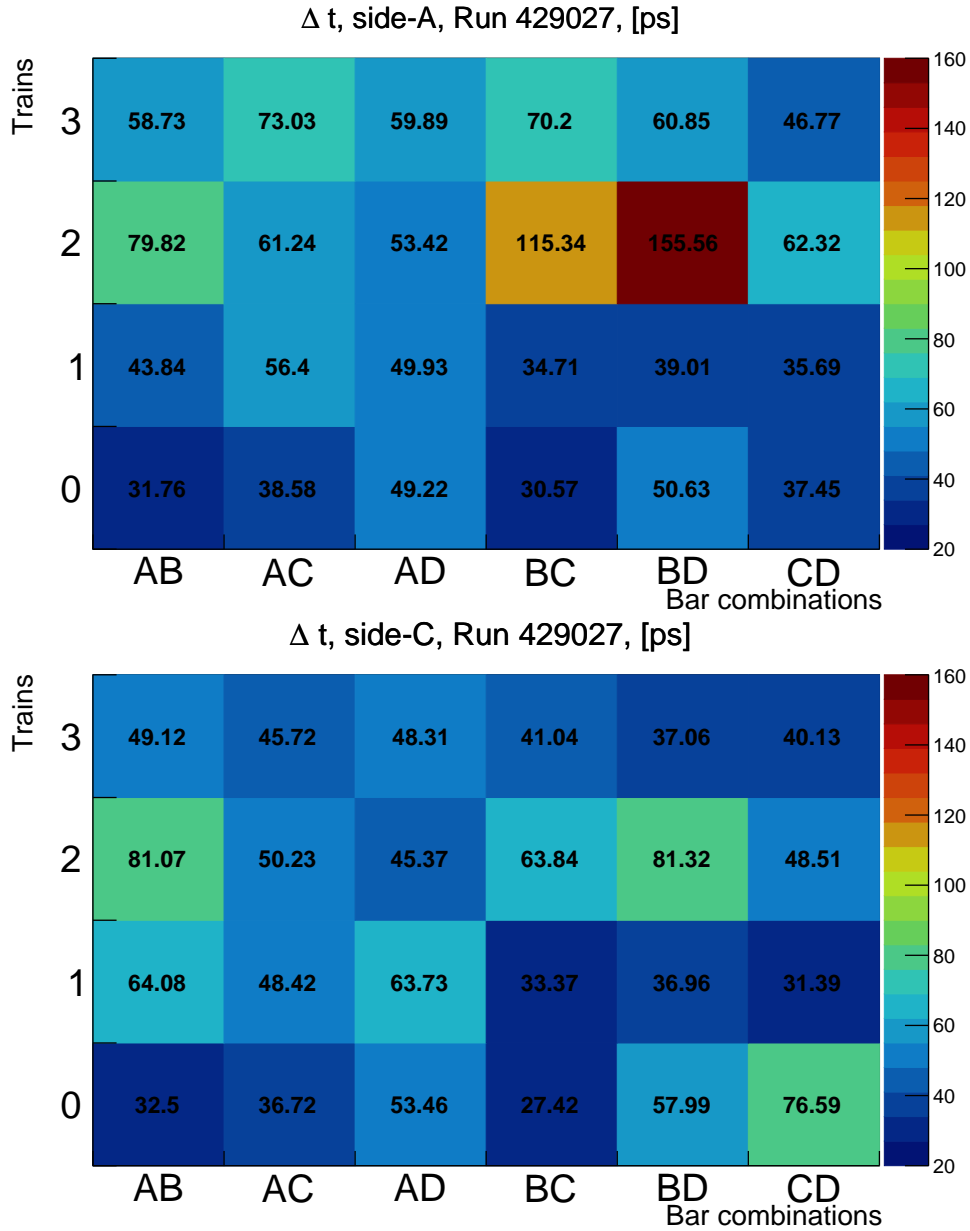 Δ t, side-A, Run 429027, [ps]
Trains
3 58.73 73.03 59.89 70.2 60.85 46.77
2 79.82 61.24 53.42 115.34 155.56 62.32
1 43.84 56.4 49.93 34.71 39.01 35.69
0 31.76 38.58 49.22 30.57 50.63 37.45
AB AC AD BC BD CD
Bar combinations
160
140
120
100
80
60
40
20
Δ t, side-C, Run 429027, [ps]
Trains
3 49.12 45.72 48.31 41.04 37.06 40.13
2 81.07 50.23 45.37 63.84 81.32 48.51
1 64.08 48.42 63.73 33.37 36.96 31.39
0 32.5 36.72 53.46 27.42 57.99 76.59
AB AC AD BC BD CD
Bar combinations
160
140
120
100
80
60
40
20